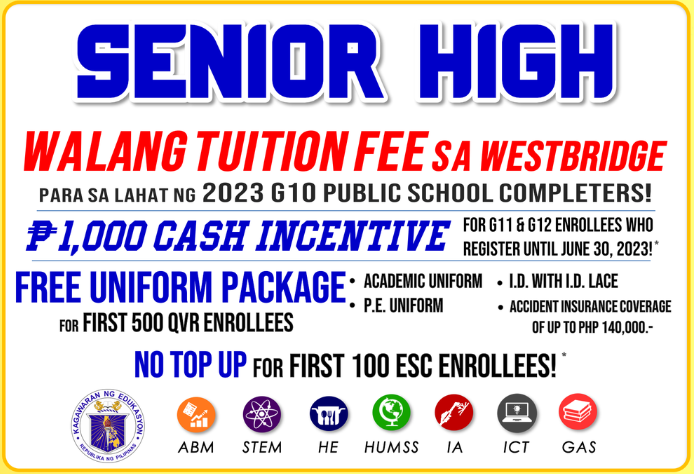 SENIOR HIGH
WALANG TUITION FEE SA WESTBRIDGE
PARA SA LAHAT NG 2023 G10 PUBLIC SCHOOL COMPLETERS!
₱1,000 CASH INCENTIVE
FOR G11 & G12 ENROLLEES WHO
REGISTER UNTIL JUNE 30, 2023!*
FREE UNIFORM PACKAGE
FOR FIRST 500 QVR ENROLLEES
• ACADEMIC UNIFORM
• P.E. UNIFORM
• I.D. WITH I.D. LACE
• ACCIDENT INSURANCE COVERAGE
OF UP TO PHP 140,000.-
NO TOP UP FOR FIRST 100 ESC ENROLLEES!*
KAGAWARAN NG EDUKASYON
REPUBLIKA NG PILIPINAS
ABM STEM HE HUMSS IA ICT GAS